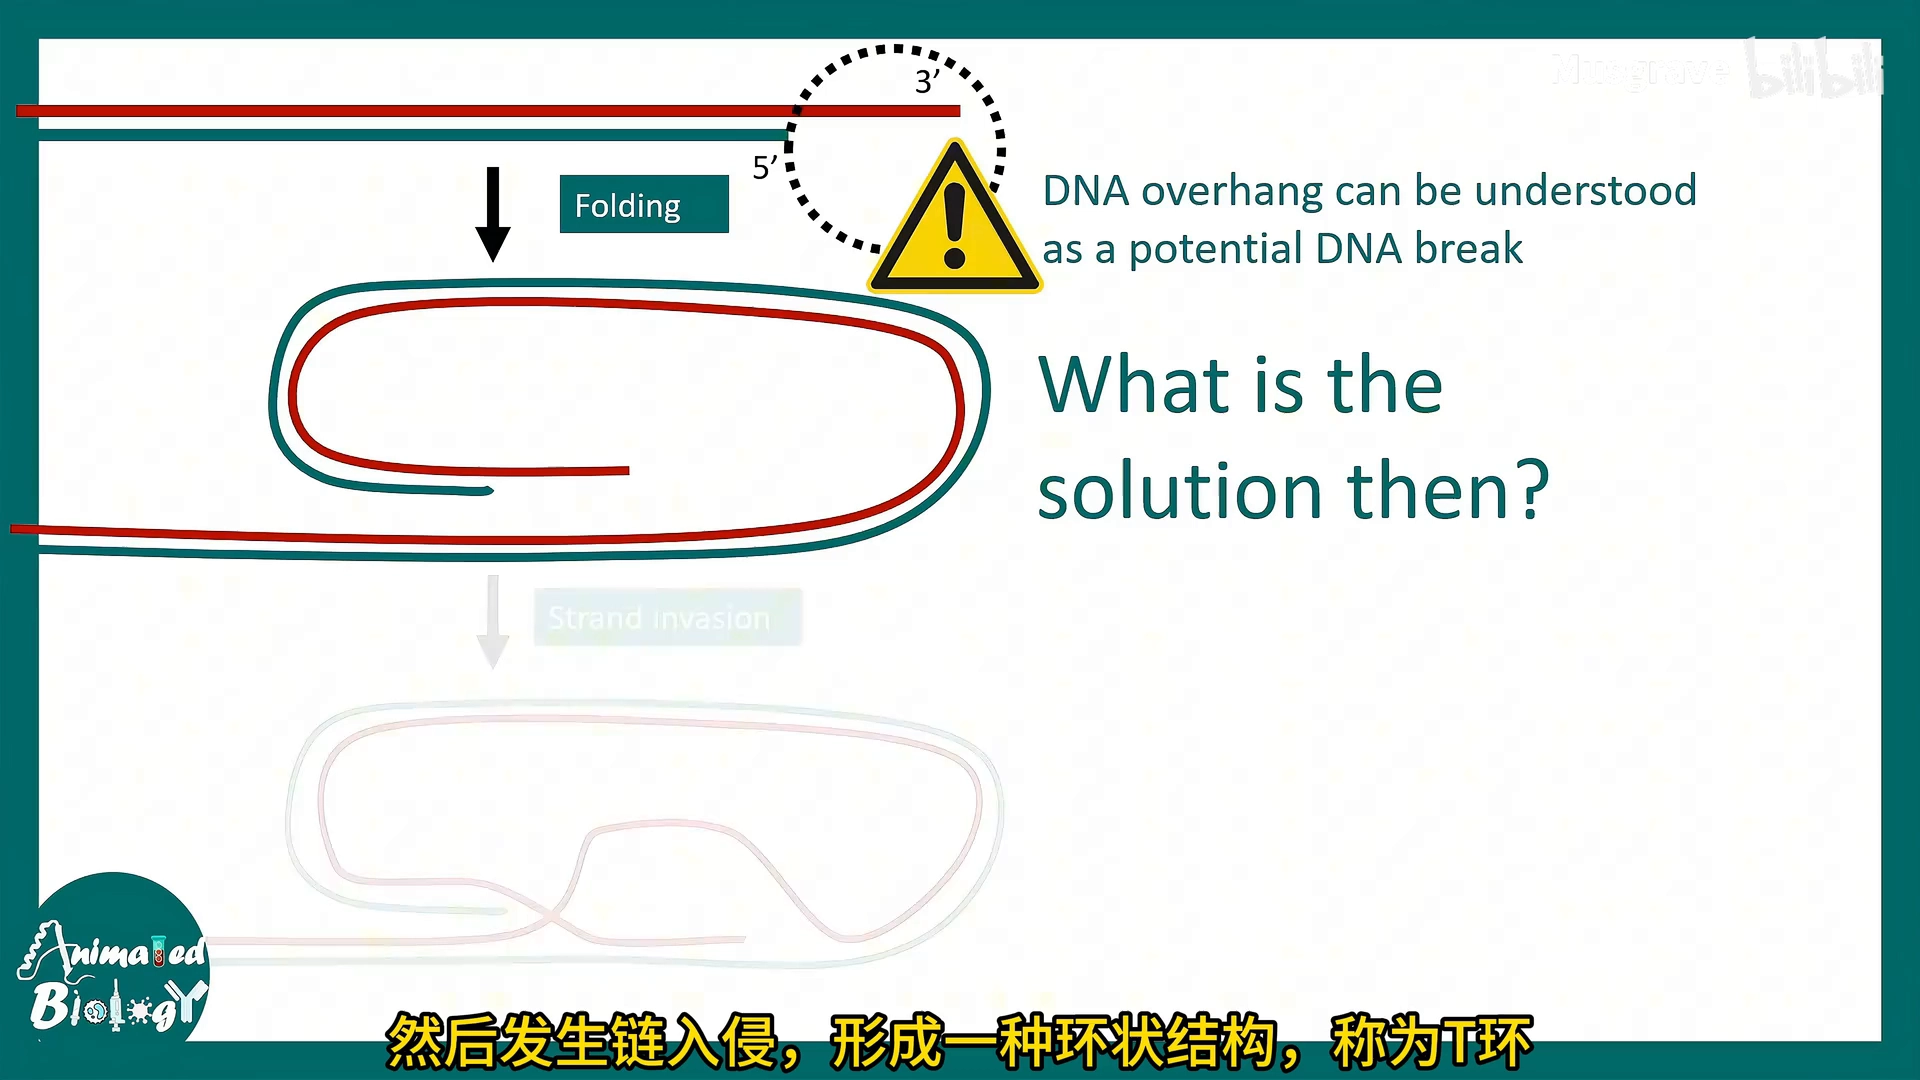 Musgrave bilibili
3’
5’
Folding
DNA overhang can be understood
as a potential DNA break
What is the
solution then?
Strand invasion
Animated
Biology
然后发生链入侵，形成一种环状结构，称为T环